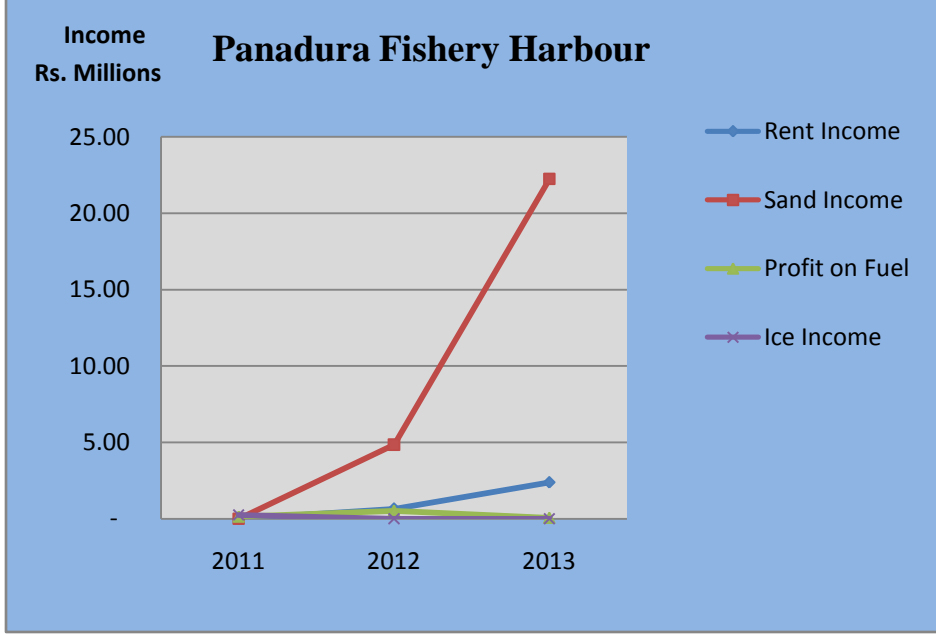 Income
Rs. Millions
Panadura Fishery Harbour
25.00
20.00
15.00
10.00
5.00
-
2011 2012 2013
Rent Income
Sand Income
Profit on Fuel
Ice Income